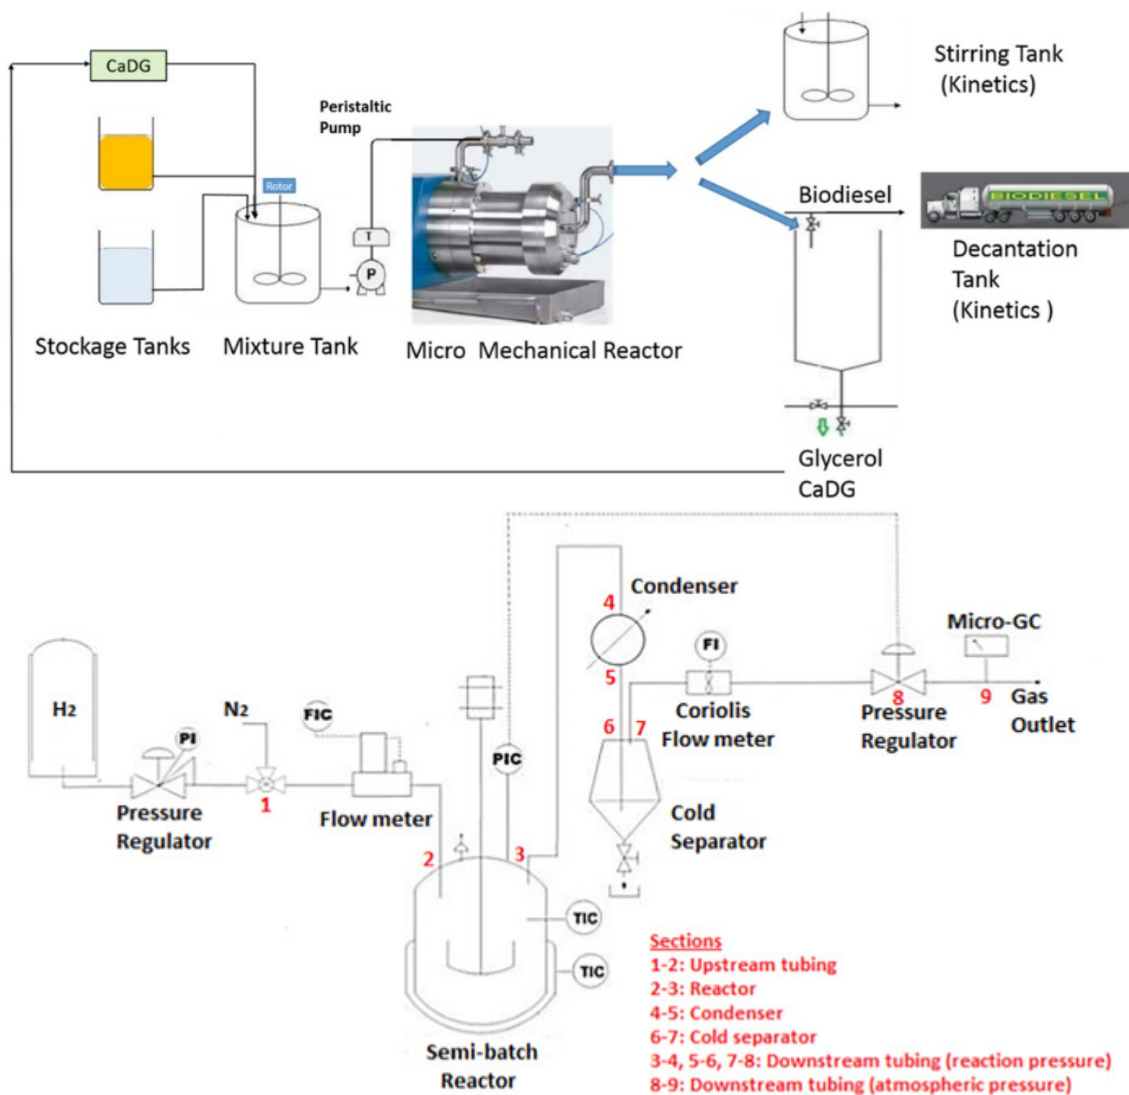 CaDG
Rotor
Peristaltic
Pump
T
P
Stockage Tanks
Mixture Tank
Micro Mechanical Reactor
Stirring Tank
(Kinetics)
Biodiesel
BIODIESEL
Decantation
Tank
(Kinetics )
Glycerol
CaDG
H2
PI
Pressure
Regulator
N2
1
FIC
Flow meter
2
PIC
3
TIC
TIC
Semi-batch
Reactor
4
Condenser
5
6
7
Cold
Separator
FI
Coriolis
Flow meter
8
Pressure
Regulator
Micro-GC
9
Gas
Outlet
Sections
1-2: Upstream tubing
2-3: Reactor
4-5: Condenser
6-7: Cold separator
3-4, 5-6, 7-8: Downstream tubing (reaction pressure)
8-9: Downstream tubing (atmospheric pressure)